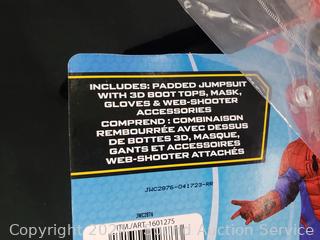 INCLUDES: PADDED JUMPSUIT
WITH 3D BOOT TOPS, MASK,
GLOVES & WEB-SHOOTER
ACCESSORIES
COMPREND : COMBINAISON
REMBOURRÉE AVEC DESSUS
DE BOTTES 3D, MASQUE,
GANTS ET ACCESSOIRES
WEB-SHOOTER ATTACHÉS
JWC2976-041723-RR
JWC2976
ITM./ART. 1601275
Copyright